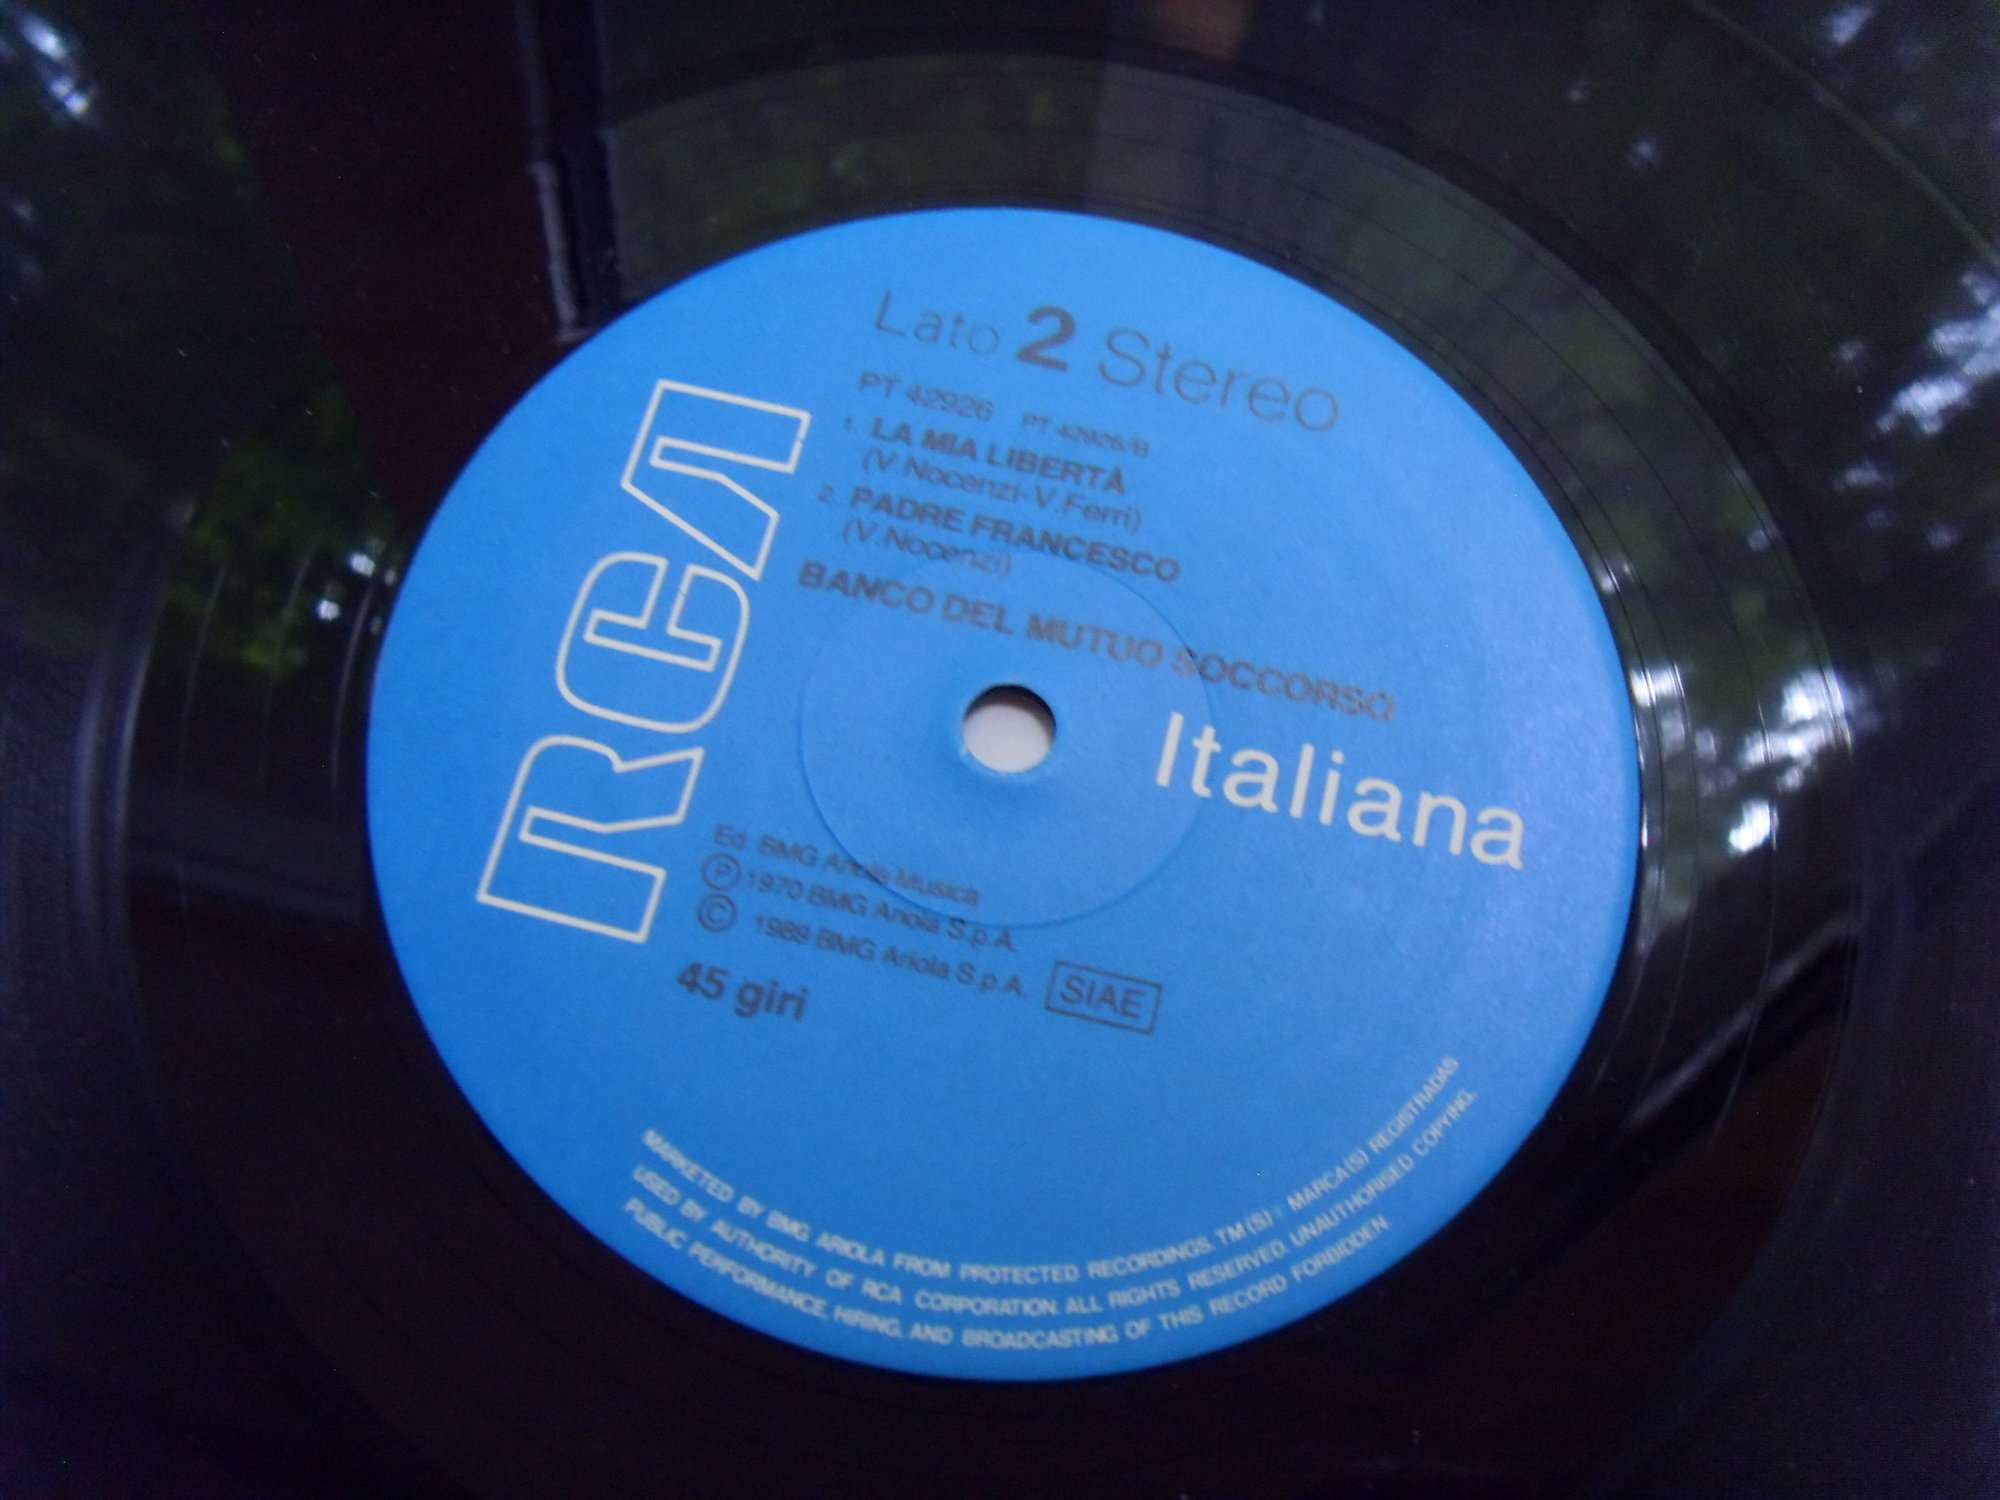 Lato 2 Stereo
PT 42926 PT 42926/B
1. LA MIA LIBERTÀ
(V.Nocenzi-V.Ferri)
2. PADRE FRANCESCO
(V.Nocenzi)
BANCO DEL MUTUO SOCCORSO
RCA
Italiana
Ed. BMG Ariola Musica
Ⓟ 1970 BMG Ariola S.p.A.
© 1989 BMG Ariola S.p.A. SIAE
45 giri
MARKETED BY BMG ARIOLA FROM PROTECTED RECORDINGS. TM(S) - MARCA(S) REGISTRADAS
USED BY AUTHORITY OF RCA CORPORATION. ALL RIGHTS RESERVED. UNAUTHORISED COPYING,
PUBLIC PERFORMANCE, HIRING, AND BROADCASTING OF THIS RECORD FORBIDDEN